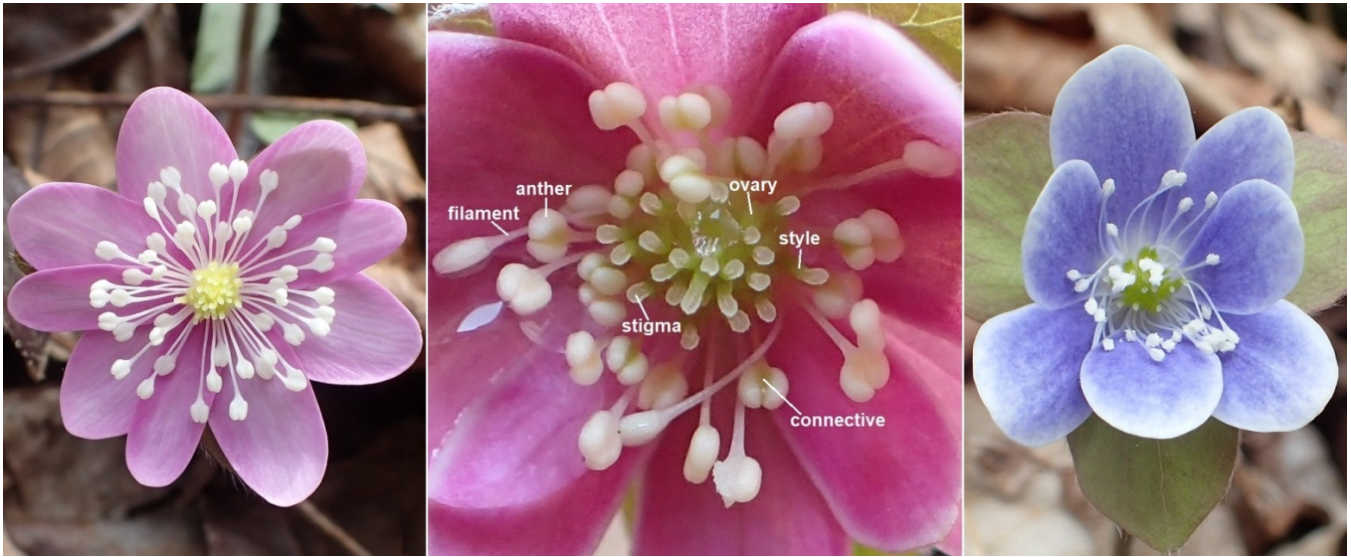 anther
ovary
filament
style
stigma
connective